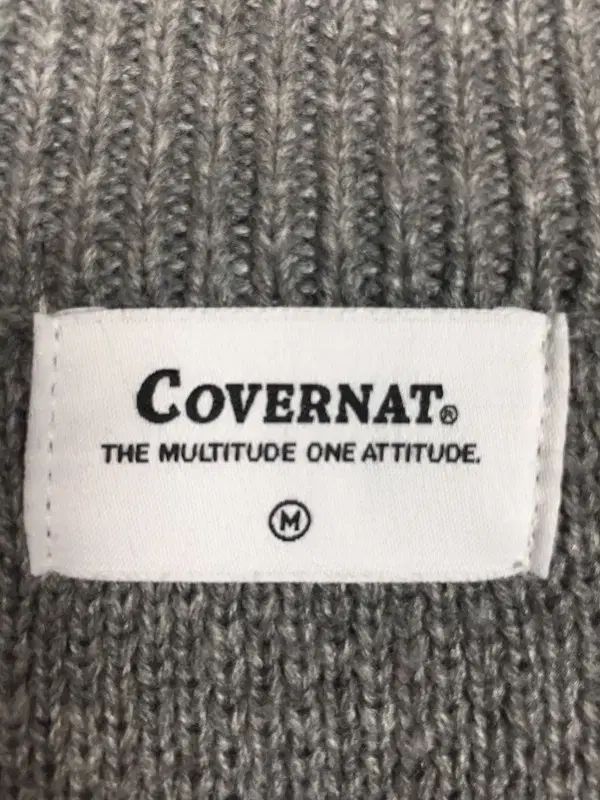 COVERNAT®
THE MULTITUDE ONE ATTITUDE.
M